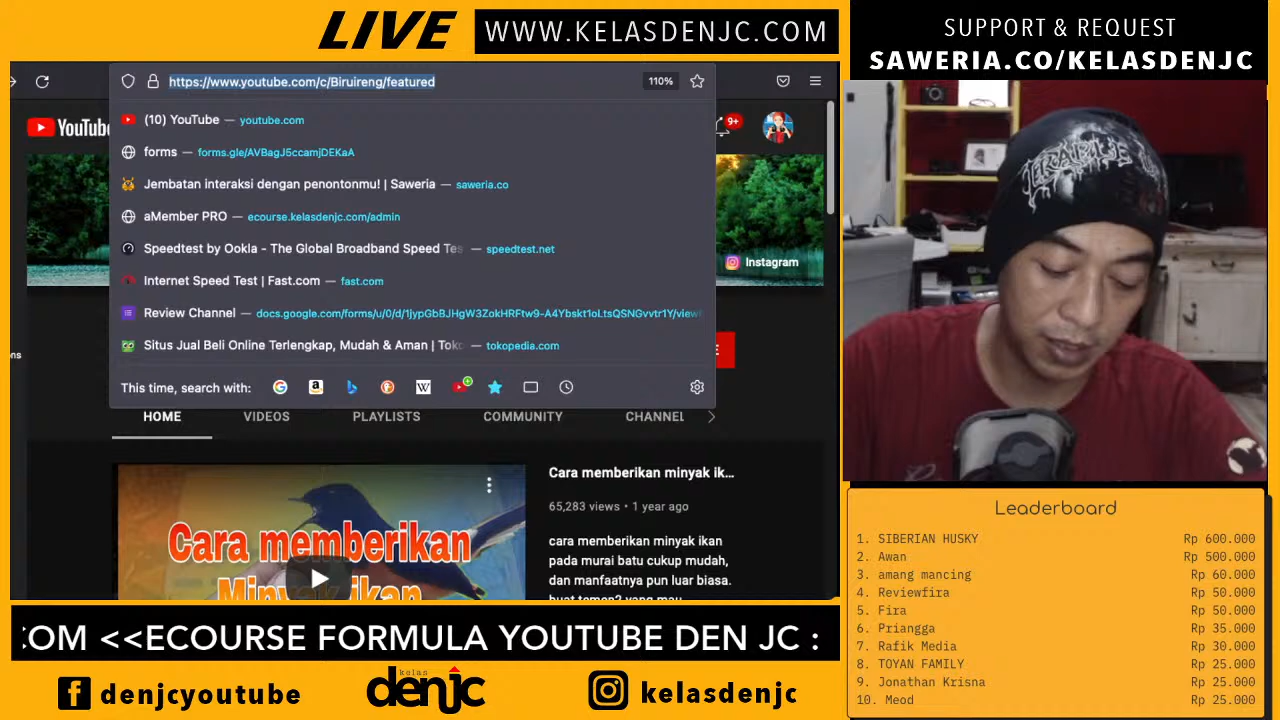 LIVE
WWW.KELASDENJC.COM
SUPPORT & REQUEST
SAWERIA.CO/KELASDENJC
https://www.youtube.com/c/Biruireng/featured
110%
YouTube
(10) YouTube — youtube.com
9+
forms — forms.gle/AVBagJ5ccamjDEKaA
Jembatan interaksi dengan penontonmu! | Saweria — saweria.co
aMember PRO — ecourse.kelasdenjc.com/admin
Speedtest by Ookla - The Global Broadband Speed Tes — speedtest.net
Instagram
Internet Speed Test | Fast.com — fast.com
Review Channel — docs.google.com/forms/u/0/d/1jypGbBJHgW3ZokHRFtw9-A4Ybskt1oLtsQSNGvvtr1Y/view
Situs Jual Beli Online Terlengkap, Mudah & Aman | Tok — tokopedia.com
ons
E
This time, search with:
HOME VIDEOS PLAYLISTS COMMUNITY CHANNEL
Cara memberikan minyak ik...
65,283 views • 1 year ago
cara memberikan minyak ikan
pada murai batu cukup mudah,
dan manfaatnya pun luar biasa.
buat temen2 yang mau
Cara memberikan
Minyak ikan
Leaderboard
1. SIBERIAN HUSKY Rp 600.000
2. Awan Rp 500.000
3. amang mancing Rp 60.000
4. Reviewfira Rp 50.000
5. Fira Rp 50.000
6. Priangga Rp 35.000
7. Rafik Media Rp 30.000
8. TOYAN FAMILY Rp 25.000
9. Jonathan Krisna Rp 25.000
10. Meod Rp 25.000
COM <<ECOURSE FORMULA YOUTUBE DEN JC :
denjcyoutube
kelas
denjc
kelasdenjc